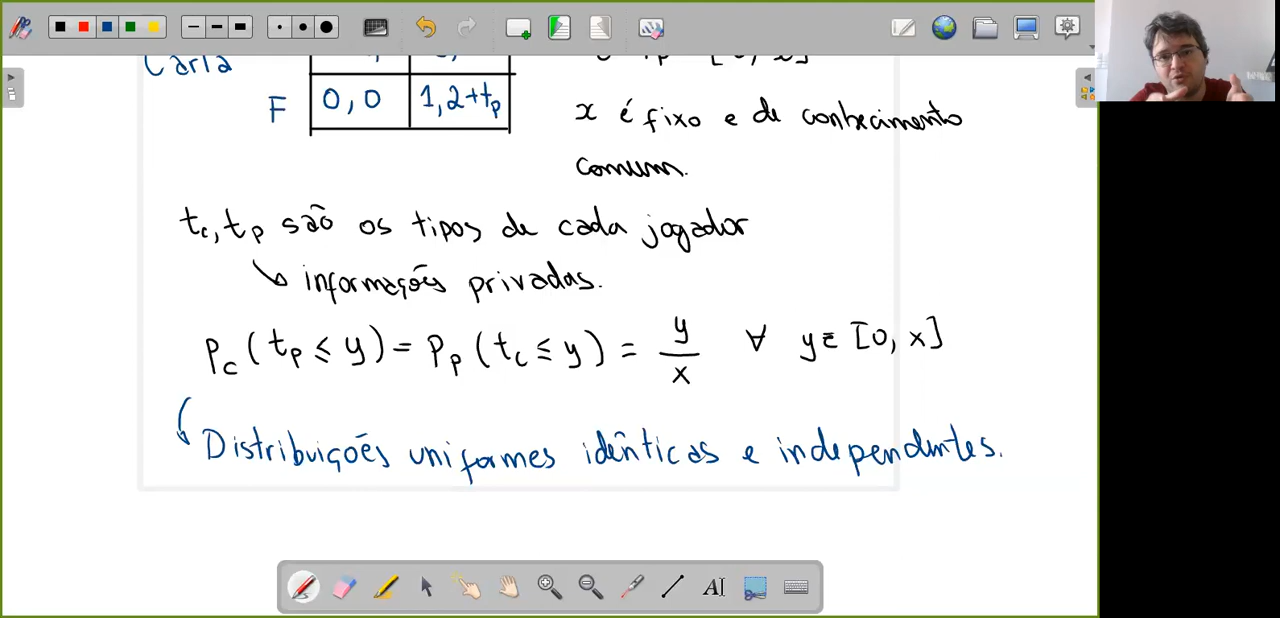 Carla
F 0,0 1,2+tp
x é fixo e de conhecimento
comum.
tc, tp são os tipos de cada jogador
↳ informações privadas.
Pc(tp ≤ y) = Pp(tc ≤ y) = y/x ∀ y ∈ [0, x]
Distribuições uniformes idênticas e independentes.
AI